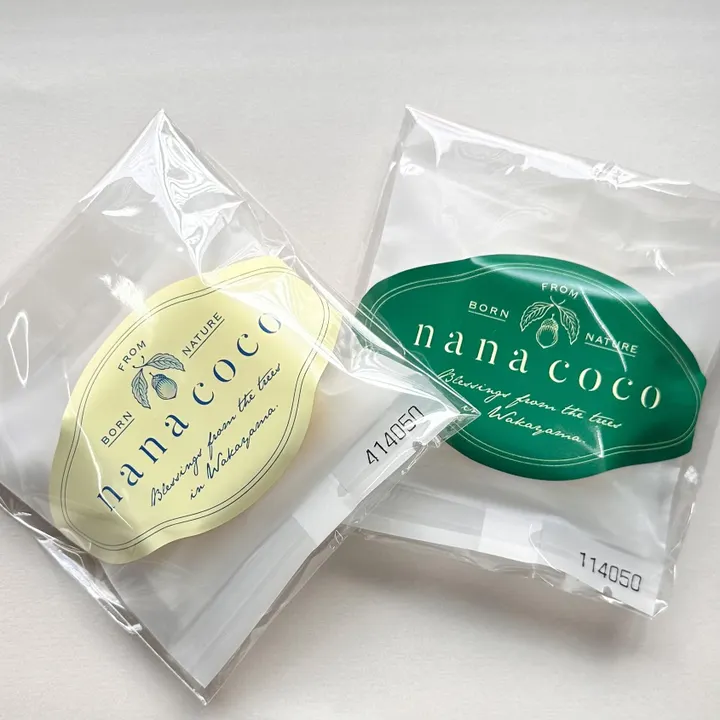 BORN FROM NATURE
nana coco
Blessings from the trees
in Wakayama.
414050
BORN FROM NATURE
nana coco
Blessings from the trees
in Wakayama.
114050